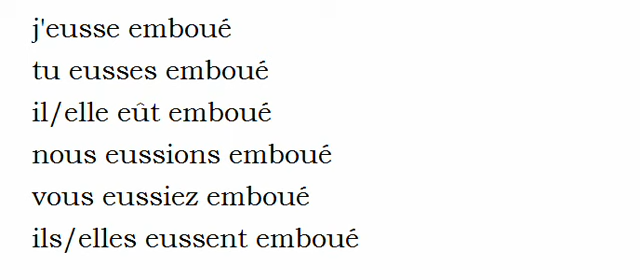 j'eusse emboué
tu eusses emboué
il/elle eût emboué
nous eussions emboué
vous eussiez emboué
ils/elles eussent emboué